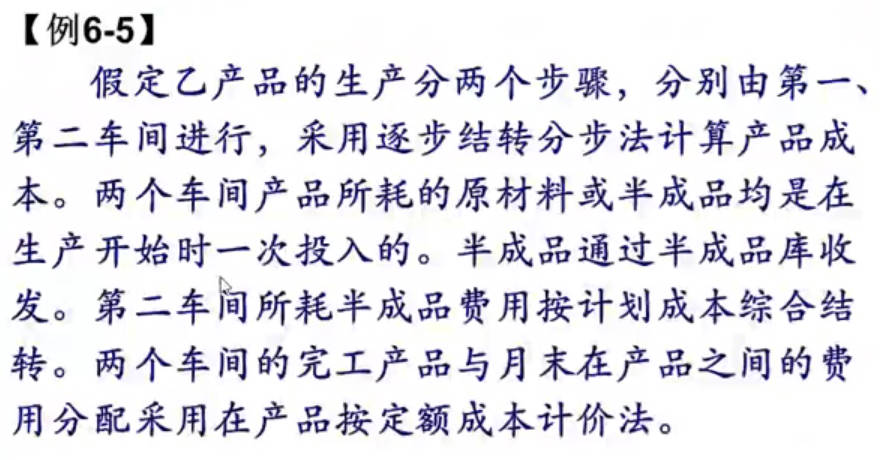 【例6-5】
假定乙产品的生产分两个步骤，分别由第一、
第二车间进行，采用逐步结转分步法计算产品成
本。两个车间产品所耗的原材料或半成品均是在
生产开始时一次投入的。半成品通过半成品库收
发。第二车间所耗半成品费用按计划成本综合结
转。两个车间的完工产品与月末在产品之间的费
用分配采用在产品按定额成本计价法。